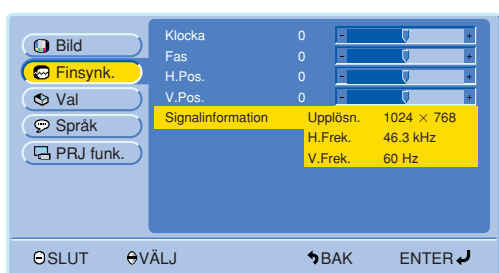 Bild
Finsynk.
Val
Språk
PRJ funk.
Klocka 0 - +
Fas 0 - +
H.Pos. 0 - +
V.Pos. 0 - +
Signalinformation Upplösn. 1024 × 768
H.Frek. 46.3 kHz
V.Frek. 60 Hz
SLUT VÄLJ BAK ENTER